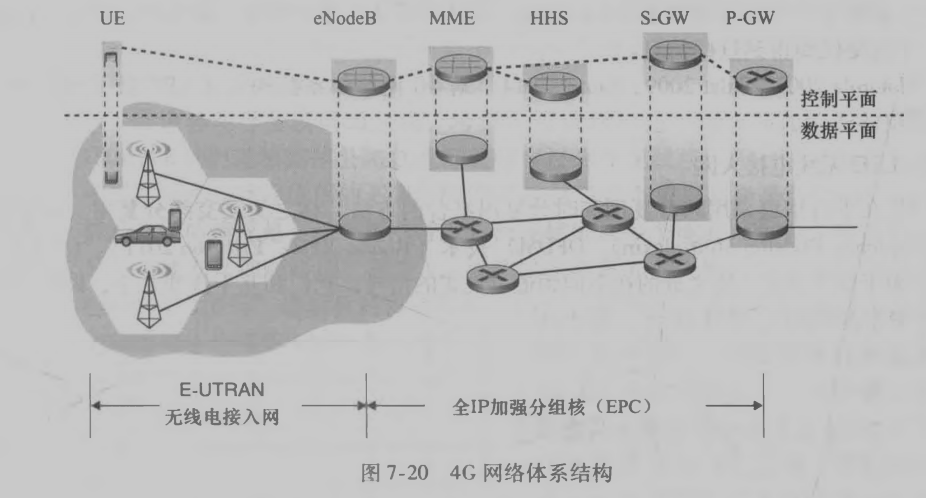 UE eNodeB MME HHS S-GW P-GW
控制平面
数据平面
E-UTRAN
无线电接入网
全IP加强分组核（EPC）
图 7-20 4G 网络体系结构